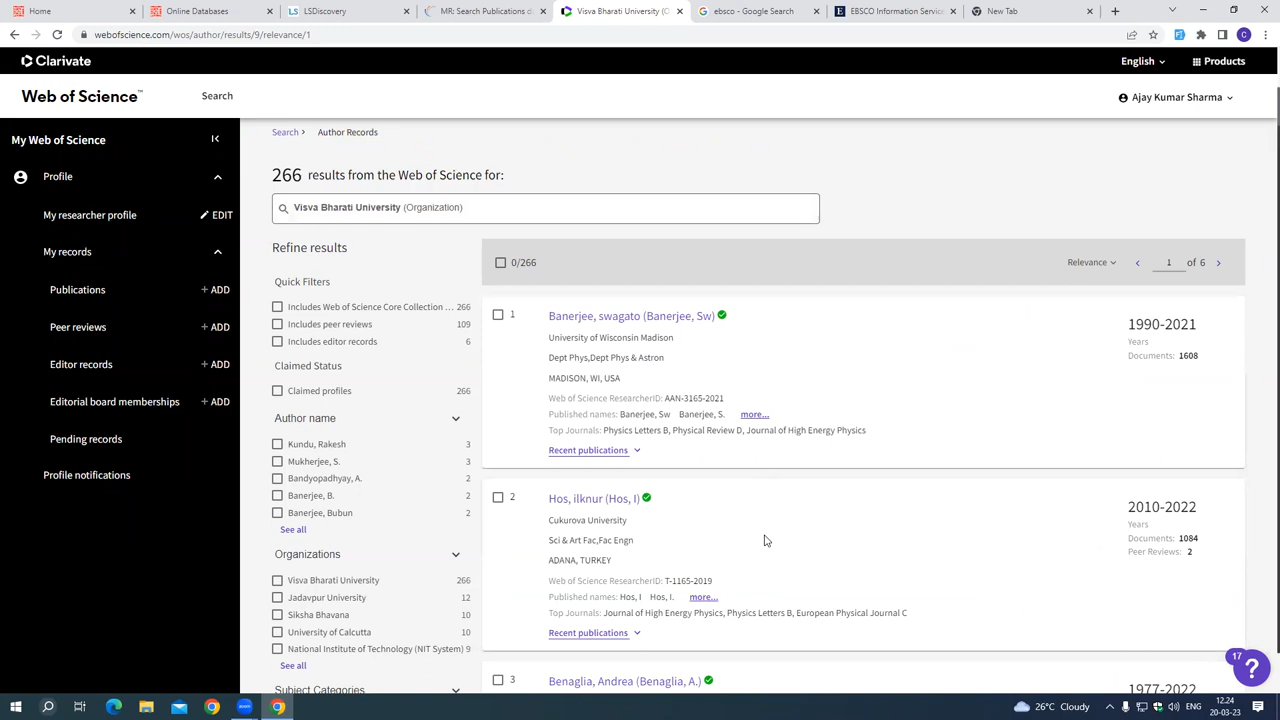 Home
Online Databases
LSDiscovery
MR: Search Publications d
Visva Bharati University (C
ebsco - Google Search
EBSCO Information Service
New Tab
webofscience.com/wos/author/results/9/relevance/1
Clarivate
English
Products
Web of Science™
Search
Ajay Kumar Sharma
My Web of Science
Profile
My researcher profile
EDIT
My records
Publications
+ ADD
Peer reviews
+ ADD
Editor records
+ ADD
Editorial board memberships
+ ADD
Pending records
Profile notifications
Search > Author Records
266 results from the Web of Science for:
Visva Bharati University (Organization)
Refine results
Quick Filters
Includes Web of Science Core Collection ... 266
Includes peer reviews 109
Includes editor records 6
Claimed Status
Claimed profiles 266
Author name
Kundu, Rakesh 3
Mukherjee, S. 3
Bandyopadhyay, A. 2
Banerjee, B. 2
Banerjee, Bubun 2
See all
Organizations
Visva Bharati University 266
Jadavpur University 12
Siksha Bhavana 10
University of Calcutta 10
National Institute of Technology (NIT System) 9
See all
Subject Categories
0/266
Relevance
1 of 6
1
Banerjee, swagato (Banerjee, Sw)
University of Wisconsin Madison
Dept Phys,Dept Phys & Astron
MADISON, WI, USA
Web of Science ResearcherID: AAN-3165-2021
Published names: Banerjee, Sw Banerjee, S. more...
Top Journals: Physics Letters B, Physical Review D, Journal of High Energy Physics
Recent publications
1990-2021
Years
Documents: 1608
2
Hos, ilknur (Hos, I)
Cukurova University
Sci & Art Fac,Fac Engn
ADANA, TURKEY
Web of Science ResearcherID: T-1165-2019
Published names: Hos, I Hos, I. more...
Top Journals: Journal of High Energy Physics, Physics Letters B, European Physical Journal C
Recent publications
2010-2022
Years
Documents: 1084
Peer Reviews: 2
3
Benaglia, Andrea (Benaglia, A.)
1977-2022
17
?
26°C Cloudy
12.24
20-03-23